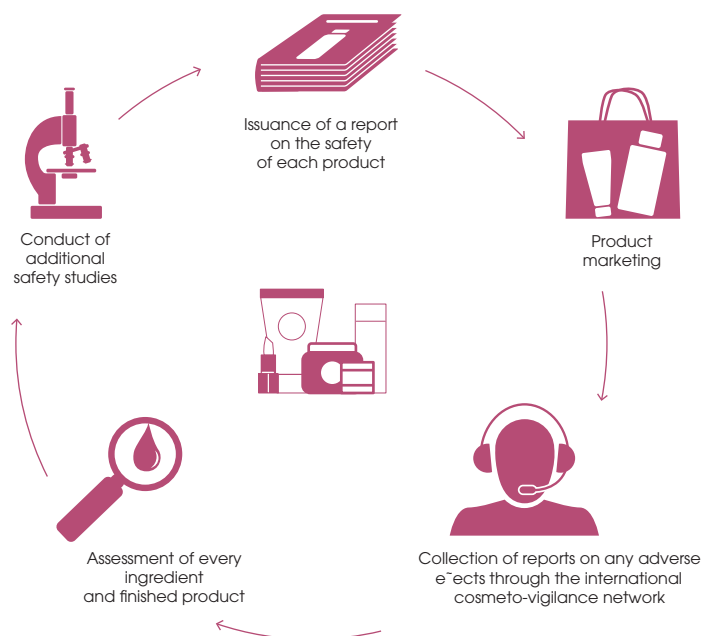 Issuance of a report
on the safety
of each product
Product
marketing
Collection of reports on any adverse
e˜ects through the international
cosmeto-vigilance network
Assessment of every
ingredient
and finished product
Conduct of
additional
safety studies